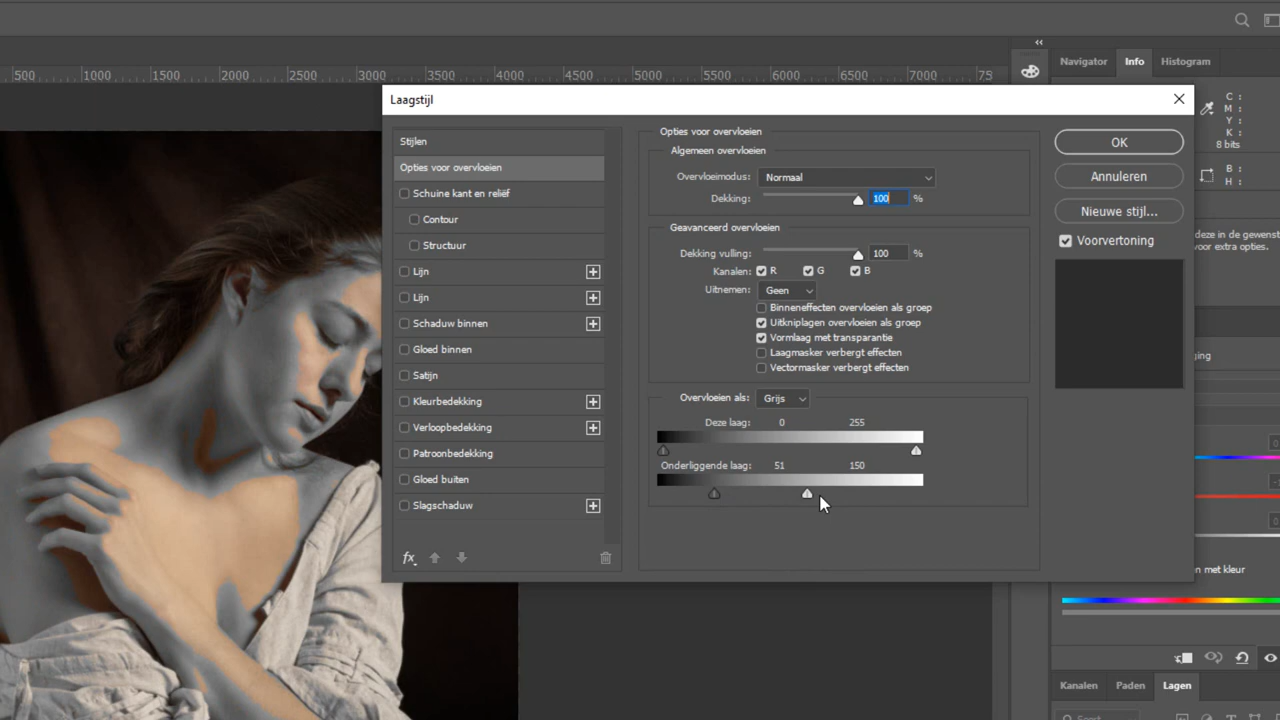 500 1000 1500 2000 2500 3000 3500 4000 4500 5000 5500 6000 6500 7000 75
Navigator Info Histogram
C :
M :
Y :
K :
8 bits
B :
H :
deze in de gewenst
voor extra opties.
ging
Laagstijl
Stijlen
Opties voor overvloeien
Schuine kant en reliëf
Contour
Structuur
Lijn
Lijn
Schaduw binnen
Gloed binnen
Satijn
Kleurbedekking
Verloopbedekking
Patroonbedekking
Gloed buiten
Slagschaduw
fx
Opties voor overvloeien
Algemeen overvloeien
Overvloeimodus: Normaal
Dekking: 100 %
Geavanceerd overvloeien
Dekking vulling: 100 %
Kanalen: R G B
Uitnemen: Geen
Binneneffecten overvloeien als groep
Uitkniplagen overvloeien als groep
Vormlaag met transparantie
Laagmasker verbergt effecten
Vectormasker verbergt effecten
Overvloeien als: Grijs
Deze laag: 0 255
Onderliggende laag: 51 150
OK
Annuleren
Nieuwe stijl...
Voorvertoning
en met kleur
Kanalen Paden Lagen